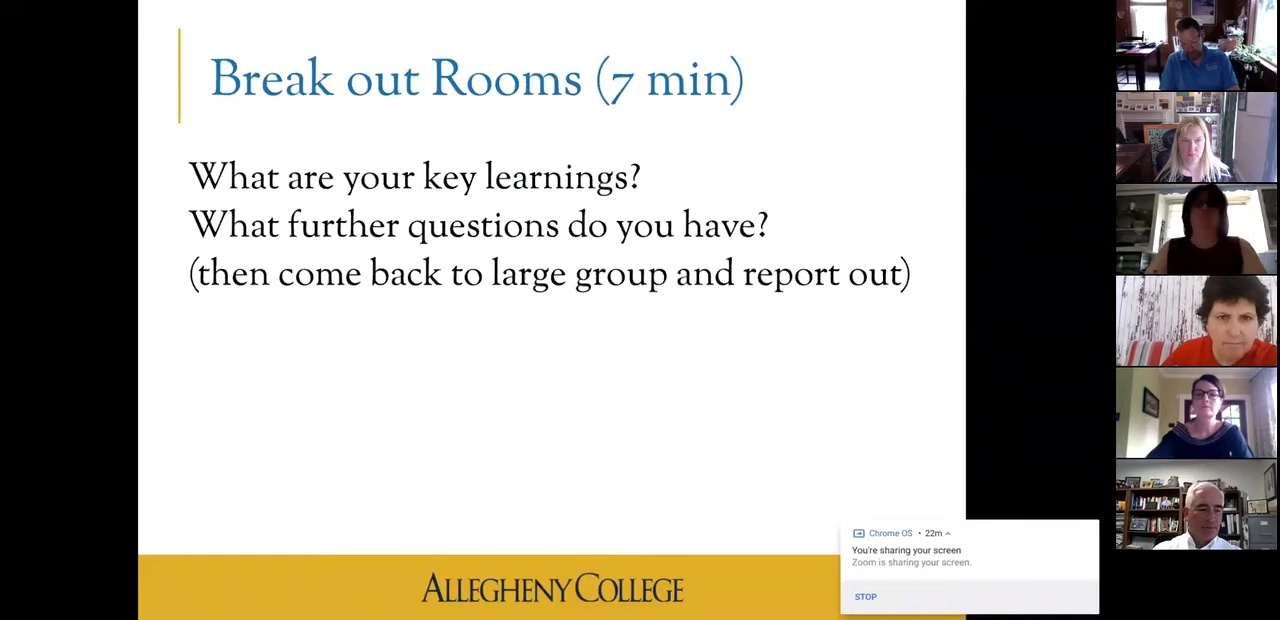 Break out Rooms (7 min)
What are your key learnings?
What further questions do you have?
(then come back to large group and report out)
ALLEGHENY COLLEGE
Chrome OS • 22m
You're sharing your screen
Zoom is sharing your screen.
STOP